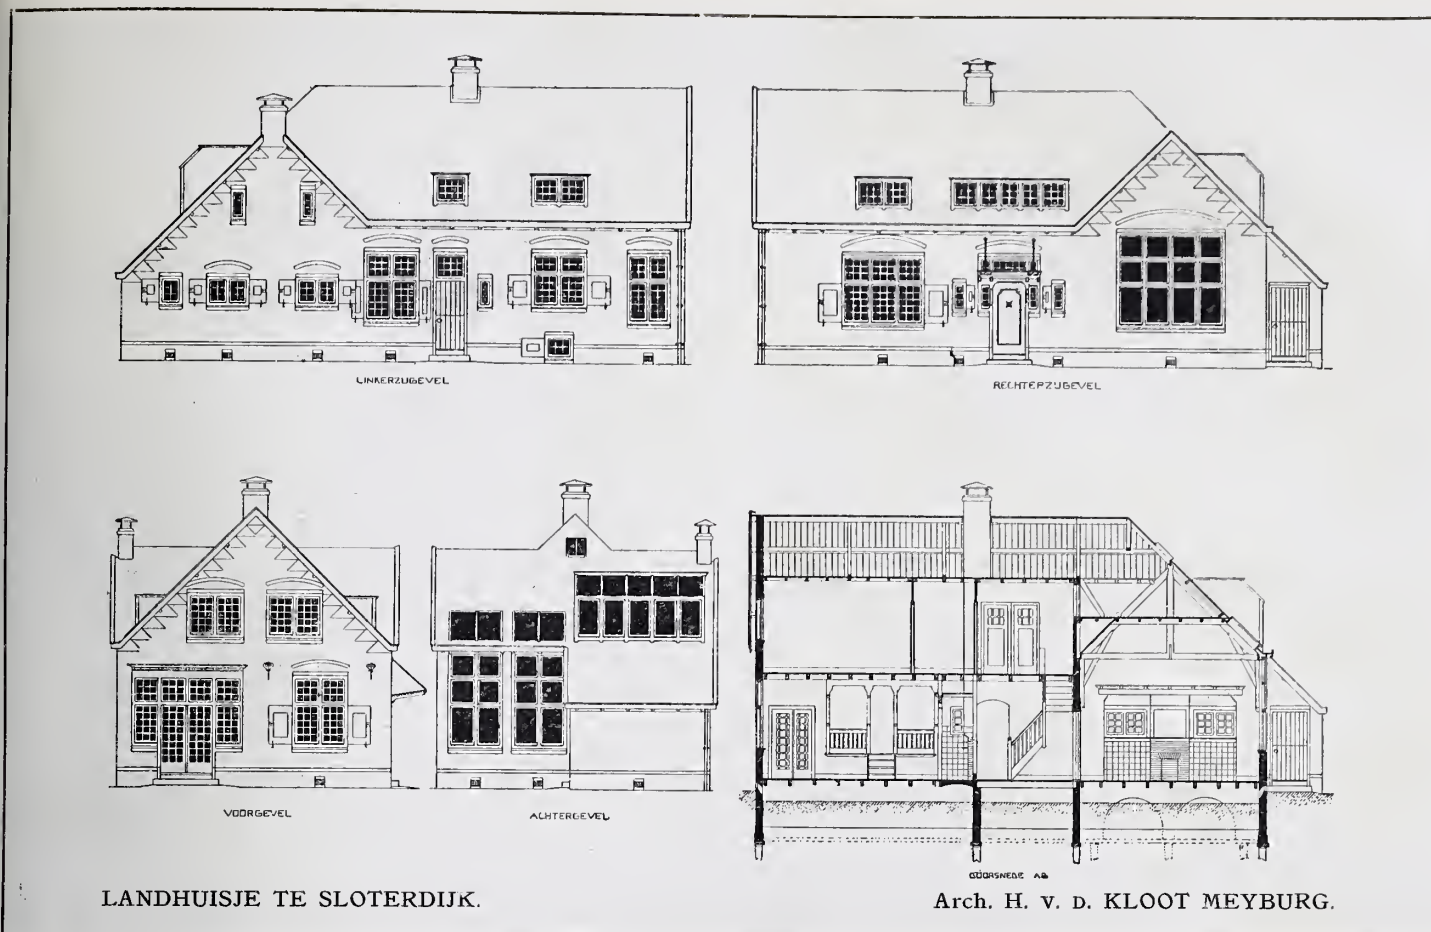 LINKERZIJGEVEL
RECHTERZIJGEVEL
VOORGEVEL
ACHTERGEVEL
DOORSNEDE AB
LANDHUISJE TE SLOTERDIJK.
Arch. H. v. d. KLOOT MEYBURG.